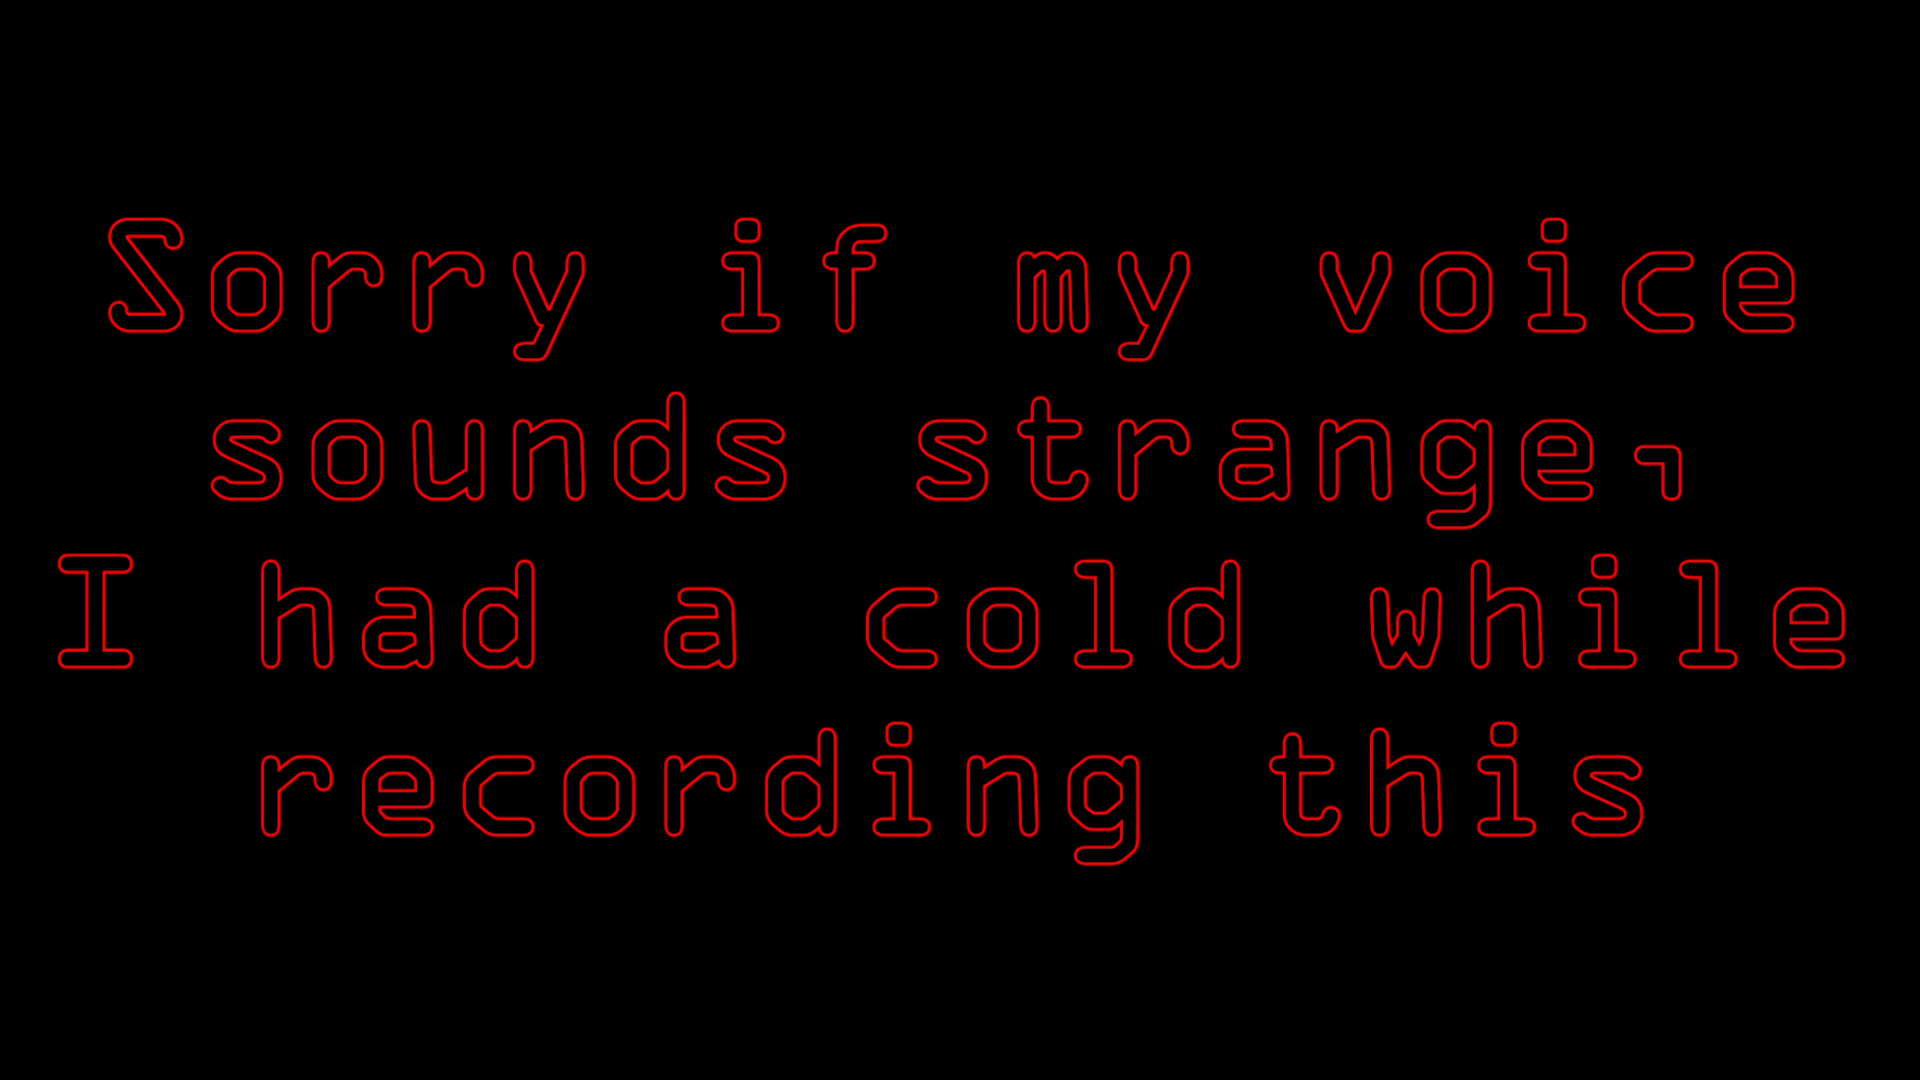 Sorry if my voice
sounds strange,
I had a cold while
recording this